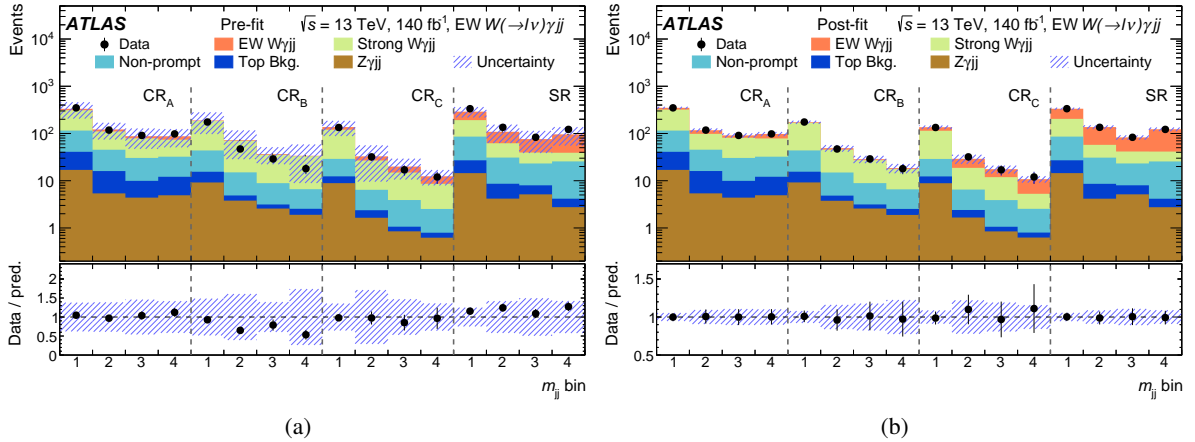 ATLAS Pre-fit √s = 13 TeV, 140 fb⁻¹, EW W(→lν)γjj
Data EW Wγjj Strong Wγjj
Non-prompt Top Bkg. Zγjj Uncertainty
CR_A CR_B CR_C SR
Events
10⁴
10³
10²
10
1
Data / pred.
2
1.5
1
0.5
0
1 2 3 4 1 2 3 4 1 2 3 4 1 2 3 4
m_jj bin
(a)
ATLAS Post-fit √s = 13 TeV, 140 fb⁻¹, EW W(→lν)γjj
Data EW Wγjj Strong Wγjj
Non-prompt Top Bkg. Zγjj Uncertainty
CR_A CR_B CR_C SR
Events
10⁴
10³
10²
10
1
Data / pred.
1.5
1
0.5
1 2 3 4 1 2 3 4 1 2 3 4 1 2 3 4
m_jj bin
(b)